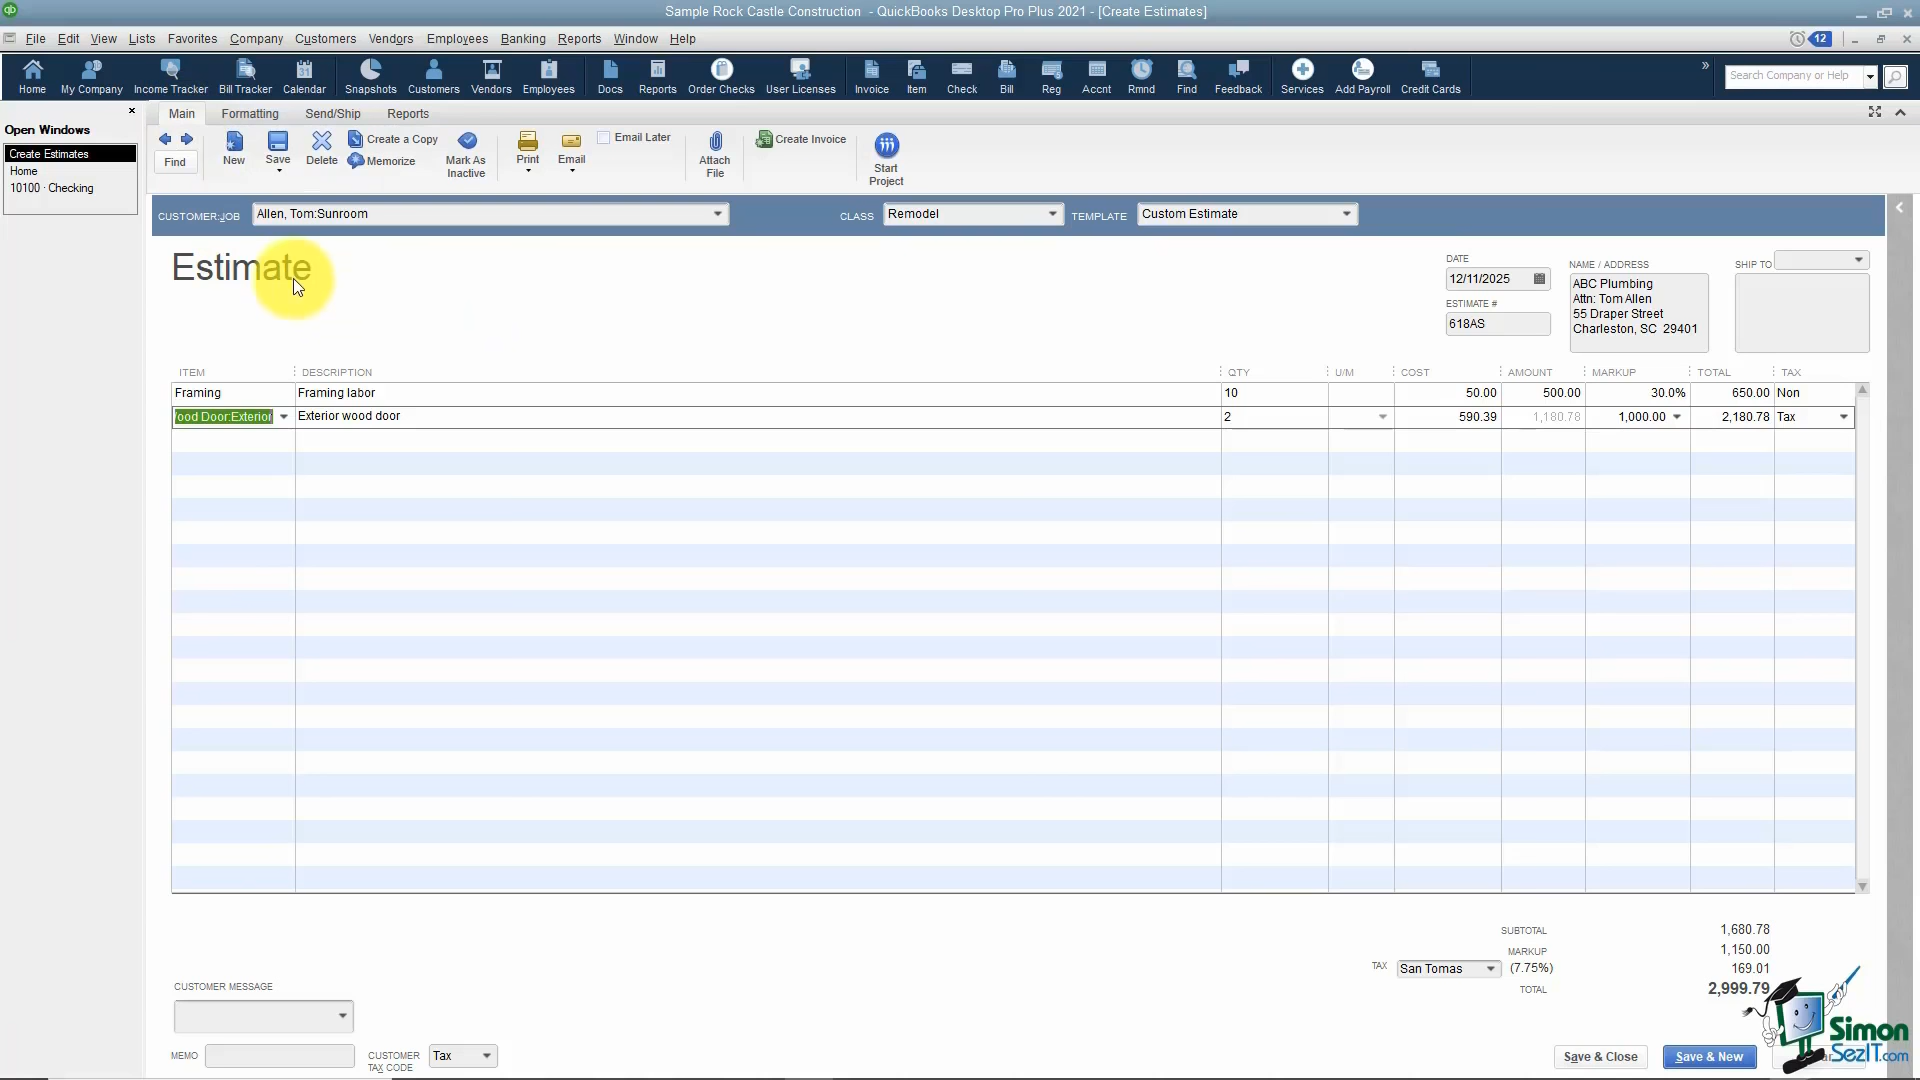 Sample Rock Castle Construction - QuickBooks Desktop Pro Plus 2021 - [Create Estimates]
File Edit View Lists Favorites Company Customers Vendors Employees Banking Reports Window Help
12
Home My Company Income Tracker Bill Tracker Calendar Snapshots Customers Vendors Employees Docs Reports Order Checks User Licenses Invoice Item Check Bill Reg Accnt Rmnd Find Feedback Services Add Payroll Credit Cards
Search Company or Help
Open Windows
Create Estimates
Home
10100 · Checking
Main Formatting Send/Ship Reports
Find New Save Delete Create a Copy Memorize Mark As Inactive Print Email Email Later Attach File Create Invoice Start Project
CUSTOMER:JOB Allen, Tom:Sunroom CLASS Remodel TEMPLATE Custom Estimate
Estimate
DATE
12/11/2025
ESTIMATE #
618AS
NAME / ADDRESS
ABC Plumbing
Attn: Tom Allen
55 Draper Street
Charleston, SC 29401
SHIP TO
ITEM DESCRIPTION QTY U/M COST AMOUNT MARKUP TOTAL TAX
Framing Framing labor 10 50.00 500.00 30.0% 650.00 Non
ood Door:Exterior Exterior wood door 2 590.39 1,180.78 1,000.00 2,180.78 Tax
SUBTOTAL 1,680.78
MARKUP 1,150.00
TAX San Tomas (7.75%) 169.01
TOTAL 2,999.79
CUSTOMER MESSAGE
MEMO
CUSTOMER TAX CODE Tax
Save & Close Save & New
Simon
SezIT.com